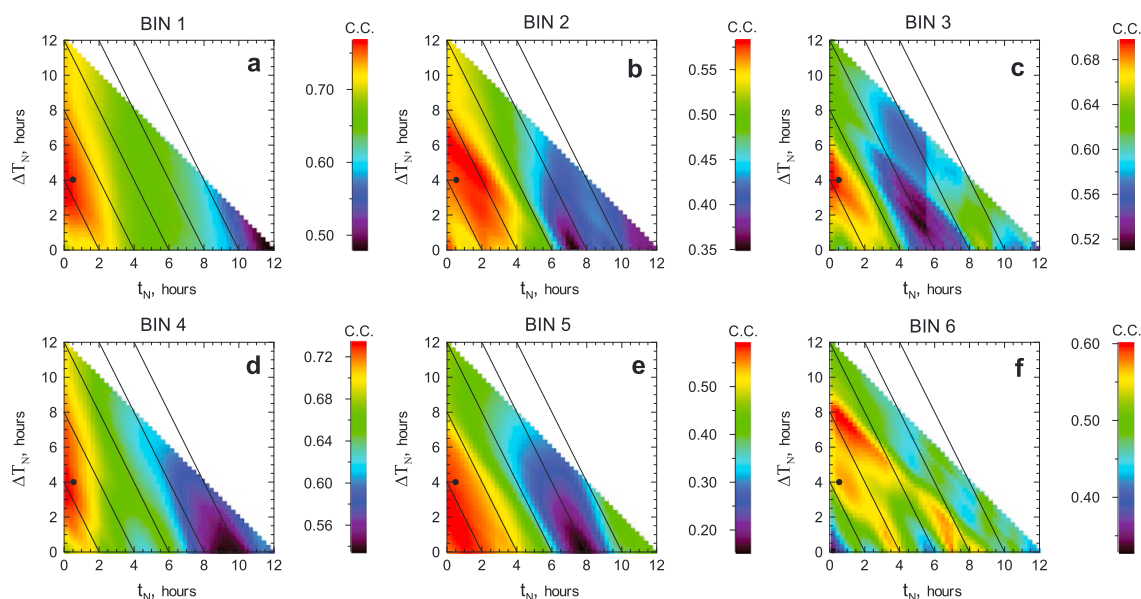 BIN 1
C.C.
BIN 2
C.C.
BIN 3
C.C.
a
b
c
12
10
8
6
4
2
0
ΔT_N, hours
0 2 4 6 8 10 12
t_N, hours
0.70
0.60
0.50
12
10
8
6
4
2
0
ΔT_N, hours
0 2 4 6 8 10 12
t_N, hours
0.55
0.50
0.45
0.40
0.35
12
10
8
6
4
2
0
ΔT_N, hours
0 2 4 6 8 10 12
t_N, hours
0.68
0.64
0.60
0.56
0.52
BIN 4
C.C.
BIN 5
C.C.
BIN 6
C.C.
d
e
f
12
10
8
6
4
2
0
ΔT_N, hours
0 2 4 6 8 10 12
t_N, hours
0.72
0.68
0.64
0.60
0.56
12
10
8
6
4
2
0
ΔT_N, hours
0 2 4 6 8 10 12
t_N, hours
0.50
0.40
0.30
0.20
12
10
8
6
4
2
0
ΔT_N, hours
0 2 4 6 8 10 12
t_N, hours
0.60
0.50
0.40